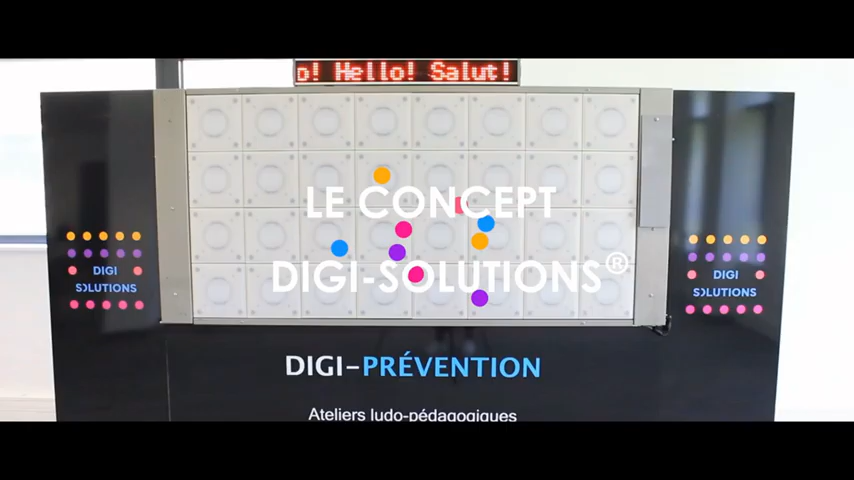 o! Hello! Salut!
LE CONCEPT
DIGI-SOLUTIONS®
DIGI
SOLUTIONS
DIGI
SOLUTIONS
DIGI-PRÉVENTION
Ateliers ludo-pédagogiques